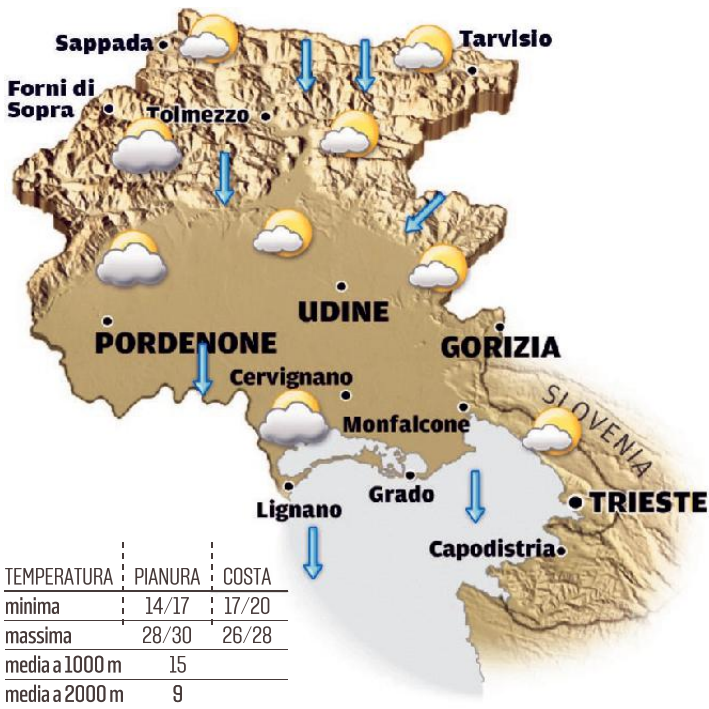 Sappada
Tarvisio
Forni di
Sopra
Tolmezzo
UDINE
PORDENONE
GORIZIA
Cervignano
SLOVENIA
Monfalcone
Lignano
Grado
TRIESTE
Capodistria
TEMPERATURA PIANURA COSTA
minima 14/17 17/20
massima 28/30 26/28
media a 1000 m 15
media a 2000 m 9